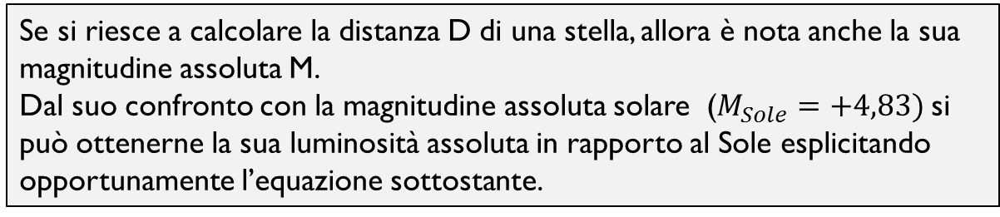 Se si riesce a calcolare la distanza D di una stella, allora è nota anche la sua
magnitudine assoluta M.
Dal suo confronto con la magnitudine assoluta solare (M_Sole = +4,83) si
può ottenerne la sua luminosità assoluta in rapporto al Sole esplicitando
opportunamente l’equazione sottostante.